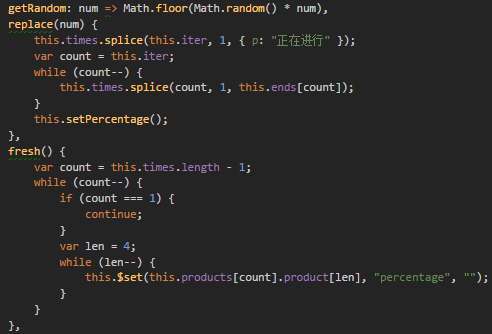 getRandom: num => Math.floor(Math.random() * num),
replace(num) {
    this.times.splice(this.iter, 1, { p: "正在进行" });
    var count = this.iter;
    while (count--) {
        this.times.splice(count, 1, this.ends[count]);
    }
    this.setPercentage();
},
fresh() {
    var count = this.times.length - 1;
    while (count--) {
        if (count === 1) {
            continue;
        }
        var len = 4;
        while (len--) {
            this.$set(this.products[count].product[len], "percentage", "");
        }
    }
},